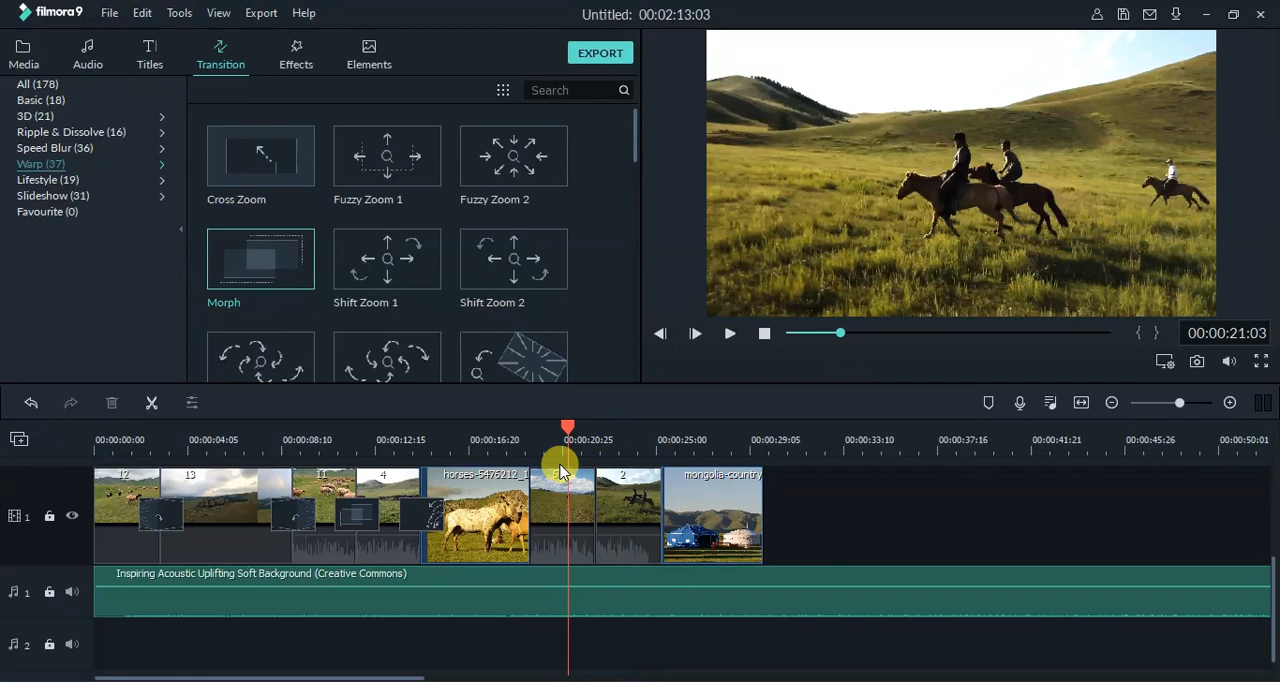 filmora9 File Edit Tools View Export Help Untitled: 00:02:13:03
Media Audio Titles Transition Effects Elements EXPORT
All (178)
Basic (18)
3D (21)
Ripple & Dissolve (16)
Speed Blur (36)
Warp (37)
Lifestyle (19)
Slideshow (31)
Favourite (0)
Search
Cross Zoom Fuzzy Zoom 1 Fuzzy Zoom 2
Morph Shift Zoom 1 Shift Zoom 2
00:00:21:03
00:00:00:00 00:00:04:05 00:00:08:10 00:00:12:15 00:00:16:20 00:00:20:25 00:00:25:00 00:00:29:05 00:00:33:10 00:00:37:16 00:00:41:21 00:00:45:26 00:00:50:01
12 13 11 4 horses-5476212_1 6 2 mongolia-country
1
Inspiring Acoustic Uplifting Soft Background (Creative Commons)
1
2